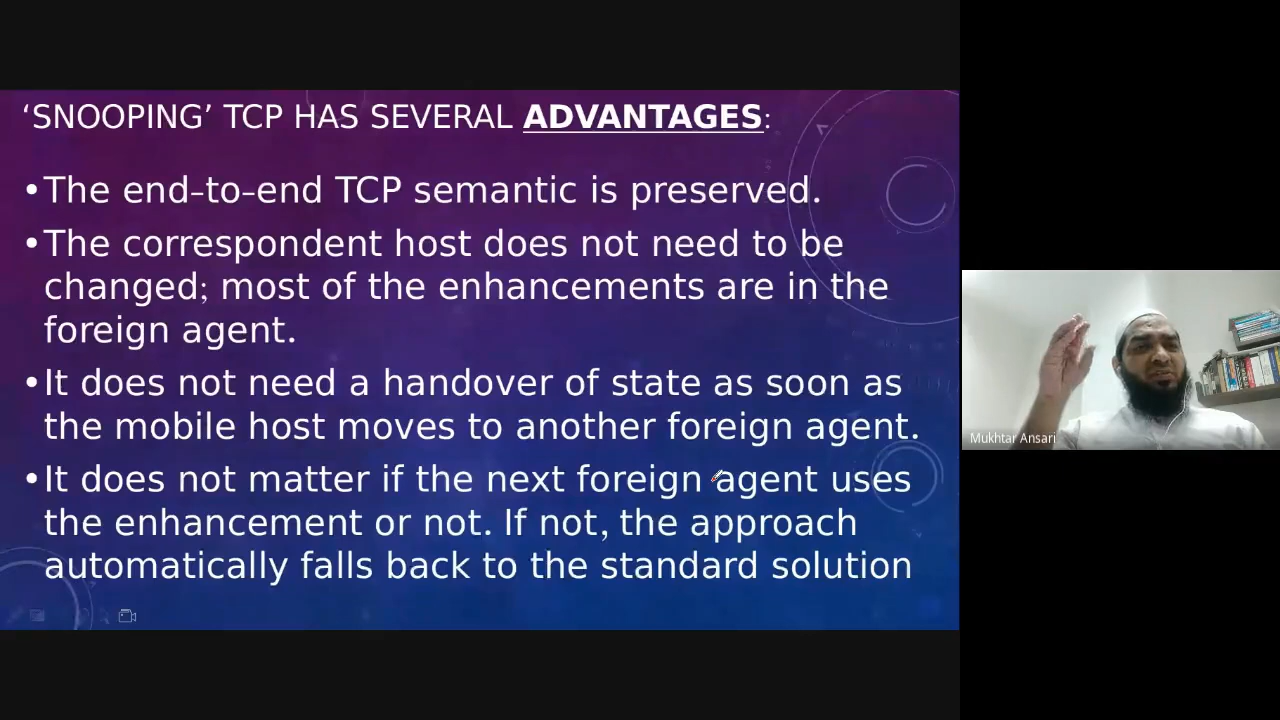 ‘SNOOPING’ TCP HAS SEVERAL ADVANTAGES:
•The end-to-end TCP semantic is preserved.
•The correspondent host does not need to be
changed; most of the enhancements are in the
foreign agent.
•It does not need a handover of state as soon as
the mobile host moves to another foreign agent.
•It does not matter if the next foreign agent uses
the enhancement or not. If not, the approach
automatically falls back to the standard solution
Mukhtar Ansari